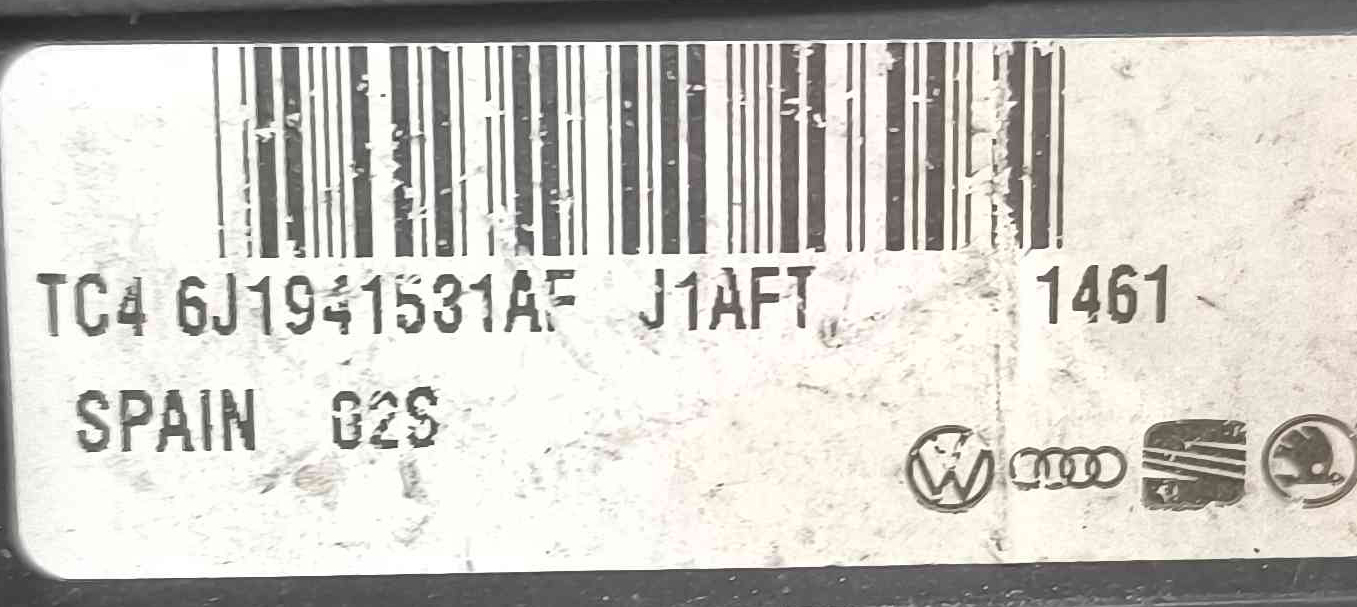 TC4 6J1941531AF J1AFT 1461
SPAIN 02S